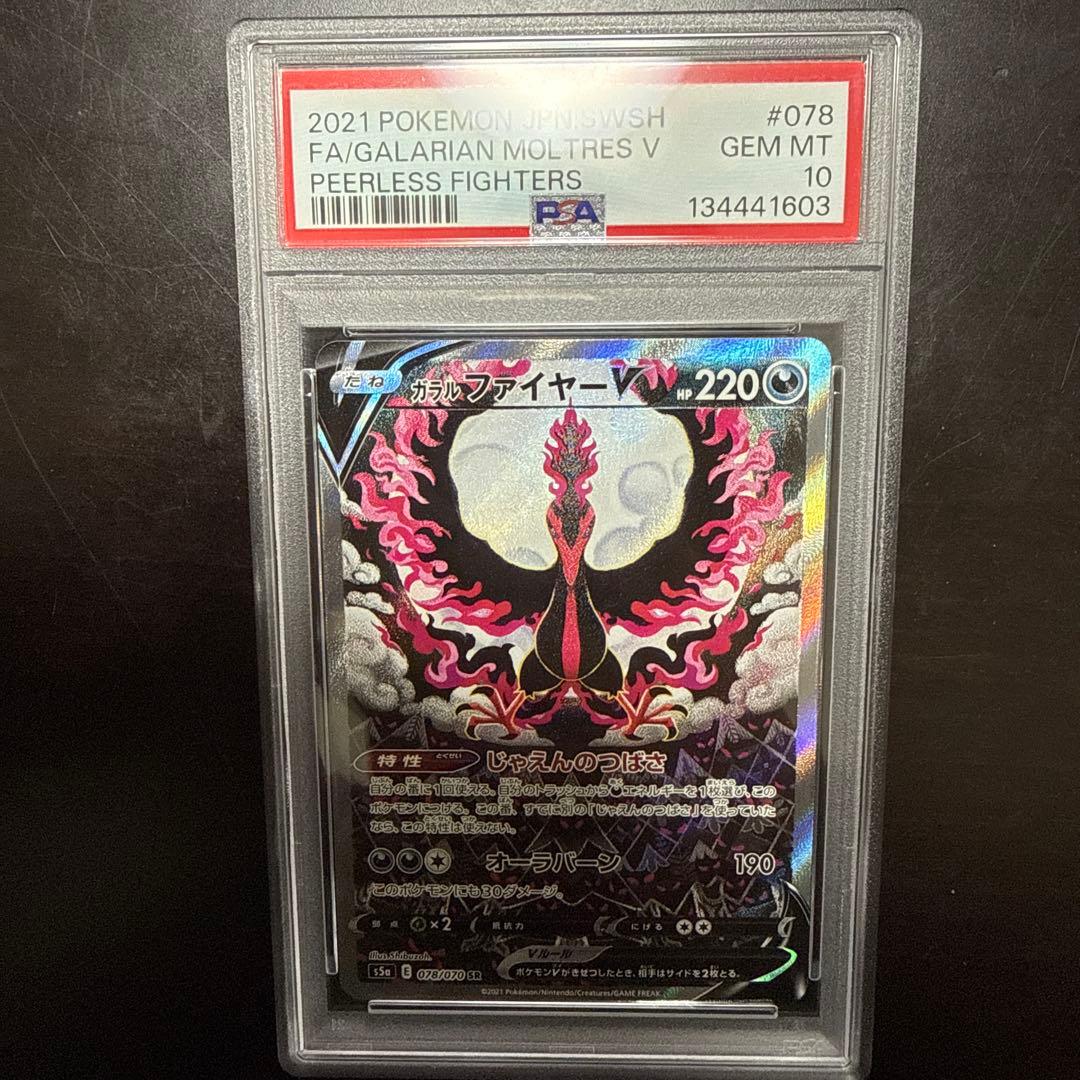 2021 POKEMON JPN SWSH #078
FA/GALARIAN MOLTRES V GEM MT
PEERLESS FIGHTERS 10
PSA 134441603
たね ガラル ファイヤーV HP 220
特性 とくせい じゃえんのつばさ
自分の番に1回使える。自分のトラッシュからエネルギーを1枚選び、この
ポケモンにつける。この番、すでに別の「じゃえんのつばさ」を使っていた
なら、この特性は使えない。
オーラバーン 190
このポケモンにも30ダメージ。
弱点 ×2 抵抗力 にげる
Vルール
ポケモンVがきぜつしたとき、相手はサイドを2枚とる。
Illus. Shibuzoh.
s5a E 078/070 SR
©2021 Pokémon/Nintendo/Creatures/GAME FREAK